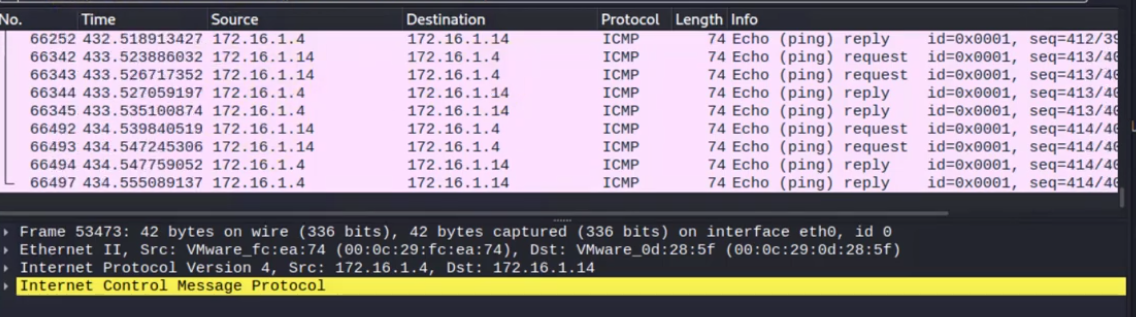 No. Time Source Destination Protocol Length Info
66252 432.518913427 172.16.1.4 172.16.1.14 ICMP 74 Echo (ping) reply id=0x0001, seq=412/39
66342 433.523886032 172.16.1.14 172.16.1.4 ICMP 74 Echo (ping) request id=0x0001, seq=413/40
66343 433.526717352 172.16.1.14 172.16.1.4 ICMP 74 Echo (ping) request id=0x0001, seq=413/40
66344 433.527059197 172.16.1.4 172.16.1.14 ICMP 74 Echo (ping) reply id=0x0001, seq=413/40
66345 433.535100874 172.16.1.4 172.16.1.14 ICMP 74 Echo (ping) reply id=0x0001, seq=413/40
66492 434.539840519 172.16.1.14 172.16.1.4 ICMP 74 Echo (ping) request id=0x0001, seq=414/40
66493 434.547245306 172.16.1.14 172.16.1.4 ICMP 74 Echo (ping) request id=0x0001, seq=414/40
66494 434.547759052 172.16.1.4 172.16.1.14 ICMP 74 Echo (ping) reply id=0x0001, seq=414/40
66497 434.555089137 172.16.1.4 172.16.1.14 ICMP 74 Echo (ping) reply id=0x0001, seq=414/40
Frame 53473: 42 bytes on wire (336 bits), 42 bytes captured (336 bits) on interface eth0, id 0
Ethernet II, Src: VMware_fc:ea:74 (00:0c:29:fc:ea:74), Dst: VMware_0d:28:5f (00:0c:29:0d:28:5f)
Internet Protocol Version 4, Src: 172.16.1.4, Dst: 172.16.1.14
Internet Control Message Protocol